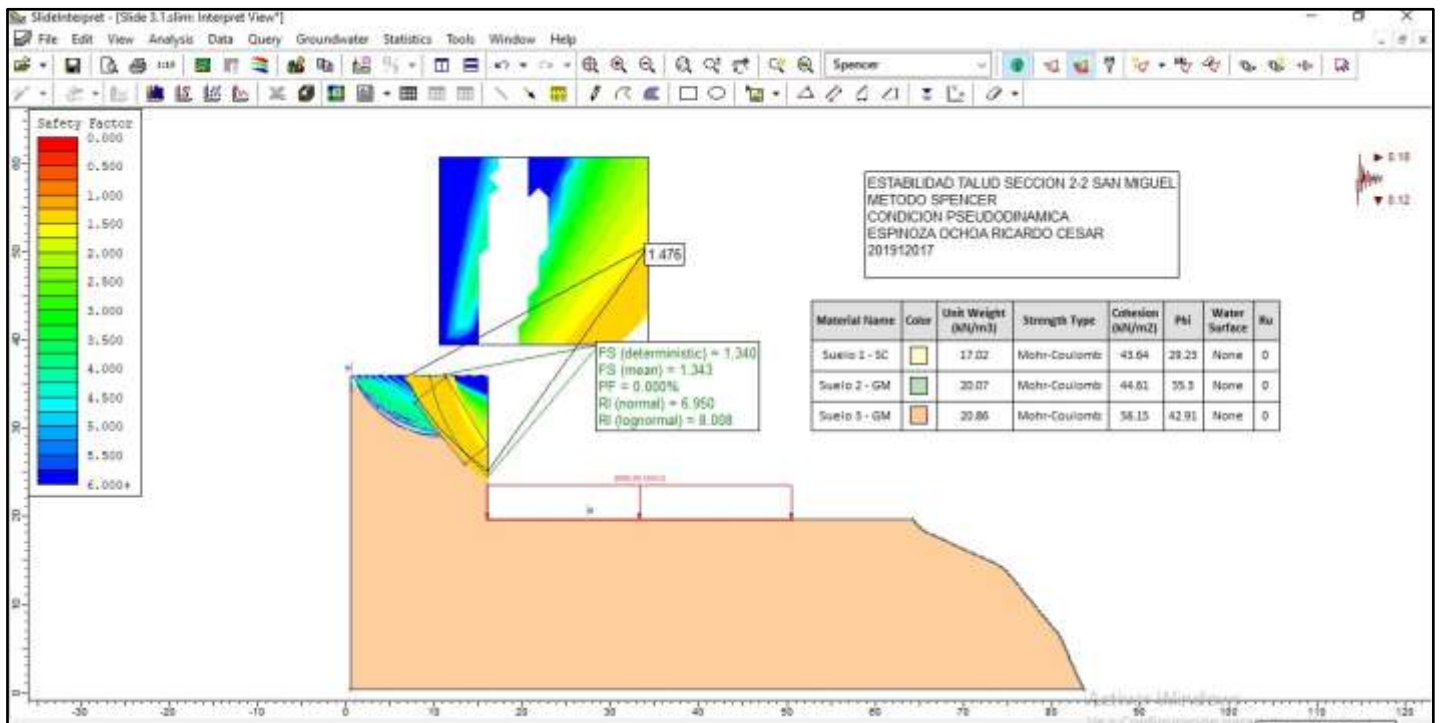 SlideInterpret - [Slide 3.1.slim: Interpret View*]
File Edit View Analysis Data Query Groundwater Statistics Tools Window Help
Spencer
Safety Factor
0.000
0.500
1.000
1.500
2.000
2.500
3.000
3.500
4.000
4.500
5.000
5.500
6.000+
1.476
FS (deterministic) = 1.340
FS (mean) = 1.343
PF = 0.000%
RI (normal) = 6.950
RI (lognormal) = 8.008
ESTABILIDAD TALUD SECCION 2-2 SAN MIGUEL
METODO SPENCER
CONDICION PSEUDODINAMICA
ESPINOZA OCHOA RICARDO CESAR
201912017
0.12
Material Name Color Unit Weight (kN/m3) Strength Type Cohesion (kN/m2) Phi Water Surface Ru
Suelo 1 - SC 17.02 Mohr-Coulomb 43.64 29.23 None 0
Suelo 2 - GM 20.07 Mohr-Coulomb 44.61 35.3 None 0
Suelo 3 - GM 20.86 Mohr-Coulomb 56.15 42.91 None 0
60
50
40
30
20
10
0
-30 -20 -10 0 10 20 30 40 50 60 70 80 90 100 110 120
Activar Windows